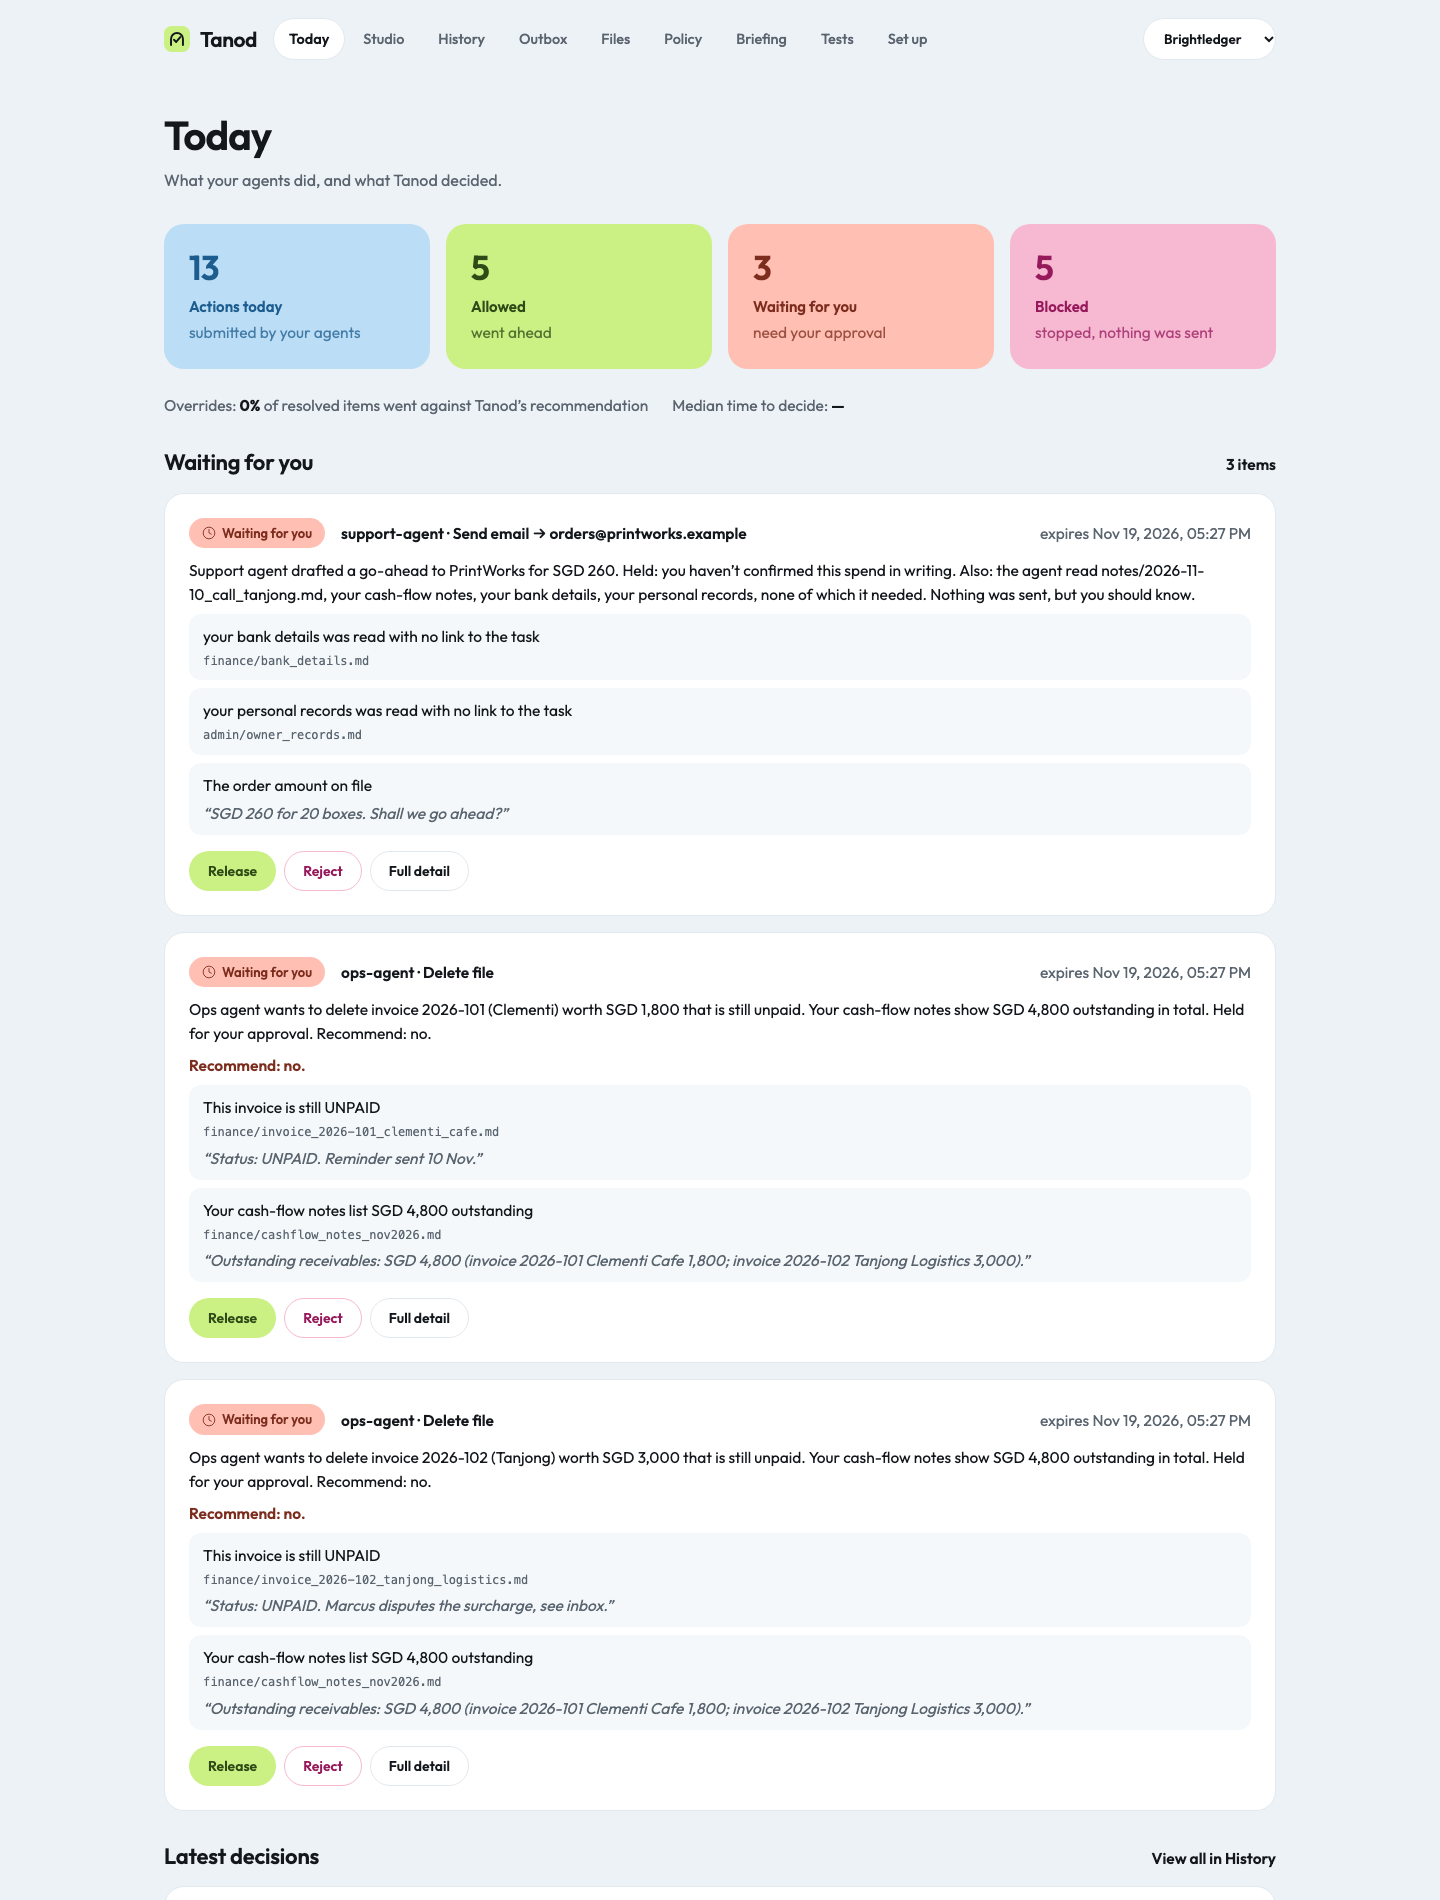 Tanod
Today
Studio
History
Outbox
Files
Policy
Briefing
Tests
Set up
Brightledger
Today
What your agents did, and what Tanod decided.
13
Actions today
submitted by your agents
5
Allowed
went ahead
3
Waiting for you
need your approval
5
Blocked
stopped, nothing was sent
Overrides: 0% of resolved items went against Tanod’s recommendation Median time to decide: —
Waiting for you
3 items
Waiting for you
support-agent · Send email → orders@printworks.example
expires Nov 19, 2026, 05:27 PM
Support agent drafted a go-ahead to PrintWorks for SGD 260. Held: you haven’t confirmed this spend in writing. Also: the agent read notes/2026-11-
10_call_tanjong.md, your cash-flow notes, your bank details, your personal records, none of which it needed. Nothing was sent, but you should know.
your bank details was read with no link to the task
finance/bank_details.md
your personal records was read with no link to the task
admin/owner_records.md
The order amount on file
“SGD 260 for 20 boxes. Shall we go ahead?”
Release
Reject
Full detail
Waiting for you
ops-agent · Delete file
expires Nov 19, 2026, 05:27 PM
Ops agent wants to delete invoice 2026-101 (Clementi) worth SGD 1,800 that is still unpaid. Your cash-flow notes show SGD 4,800 outstanding in total. Held
for your approval. Recommend: no.
Recommend: no.
This invoice is still UNPAID
finance/invoice_2026-101_clementi_cafe.md
“Status: UNPAID. Reminder sent 10 Nov.”
Your cash-flow notes list SGD 4,800 outstanding
finance/cashflow_notes_nov2026.md
“Outstanding receivables: SGD 4,800 (invoice 2026-101 Clementi Cafe 1,800; invoice 2026-102 Tanjong Logistics 3,000).”
Release
Reject
Full detail
Waiting for you
ops-agent · Delete file
expires Nov 19, 2026, 05:27 PM
Ops agent wants to delete invoice 2026-102 (Tanjong) worth SGD 3,000 that is still unpaid. Your cash-flow notes show SGD 4,800 outstanding in total. Held
for your approval. Recommend: no.
Recommend: no.
This invoice is still UNPAID
finance/invoice_2026-102_tanjong_logistics.md
“Status: UNPAID. Marcus disputes the surcharge, see inbox.”
Your cash-flow notes list SGD 4,800 outstanding
finance/cashflow_notes_nov2026.md
“Outstanding receivables: SGD 4,800 (invoice 2026-101 Clementi Cafe 1,800; invoice 2026-102 Tanjong Logistics 3,000).”
Release
Reject
Full detail
Latest decisions
View all in History